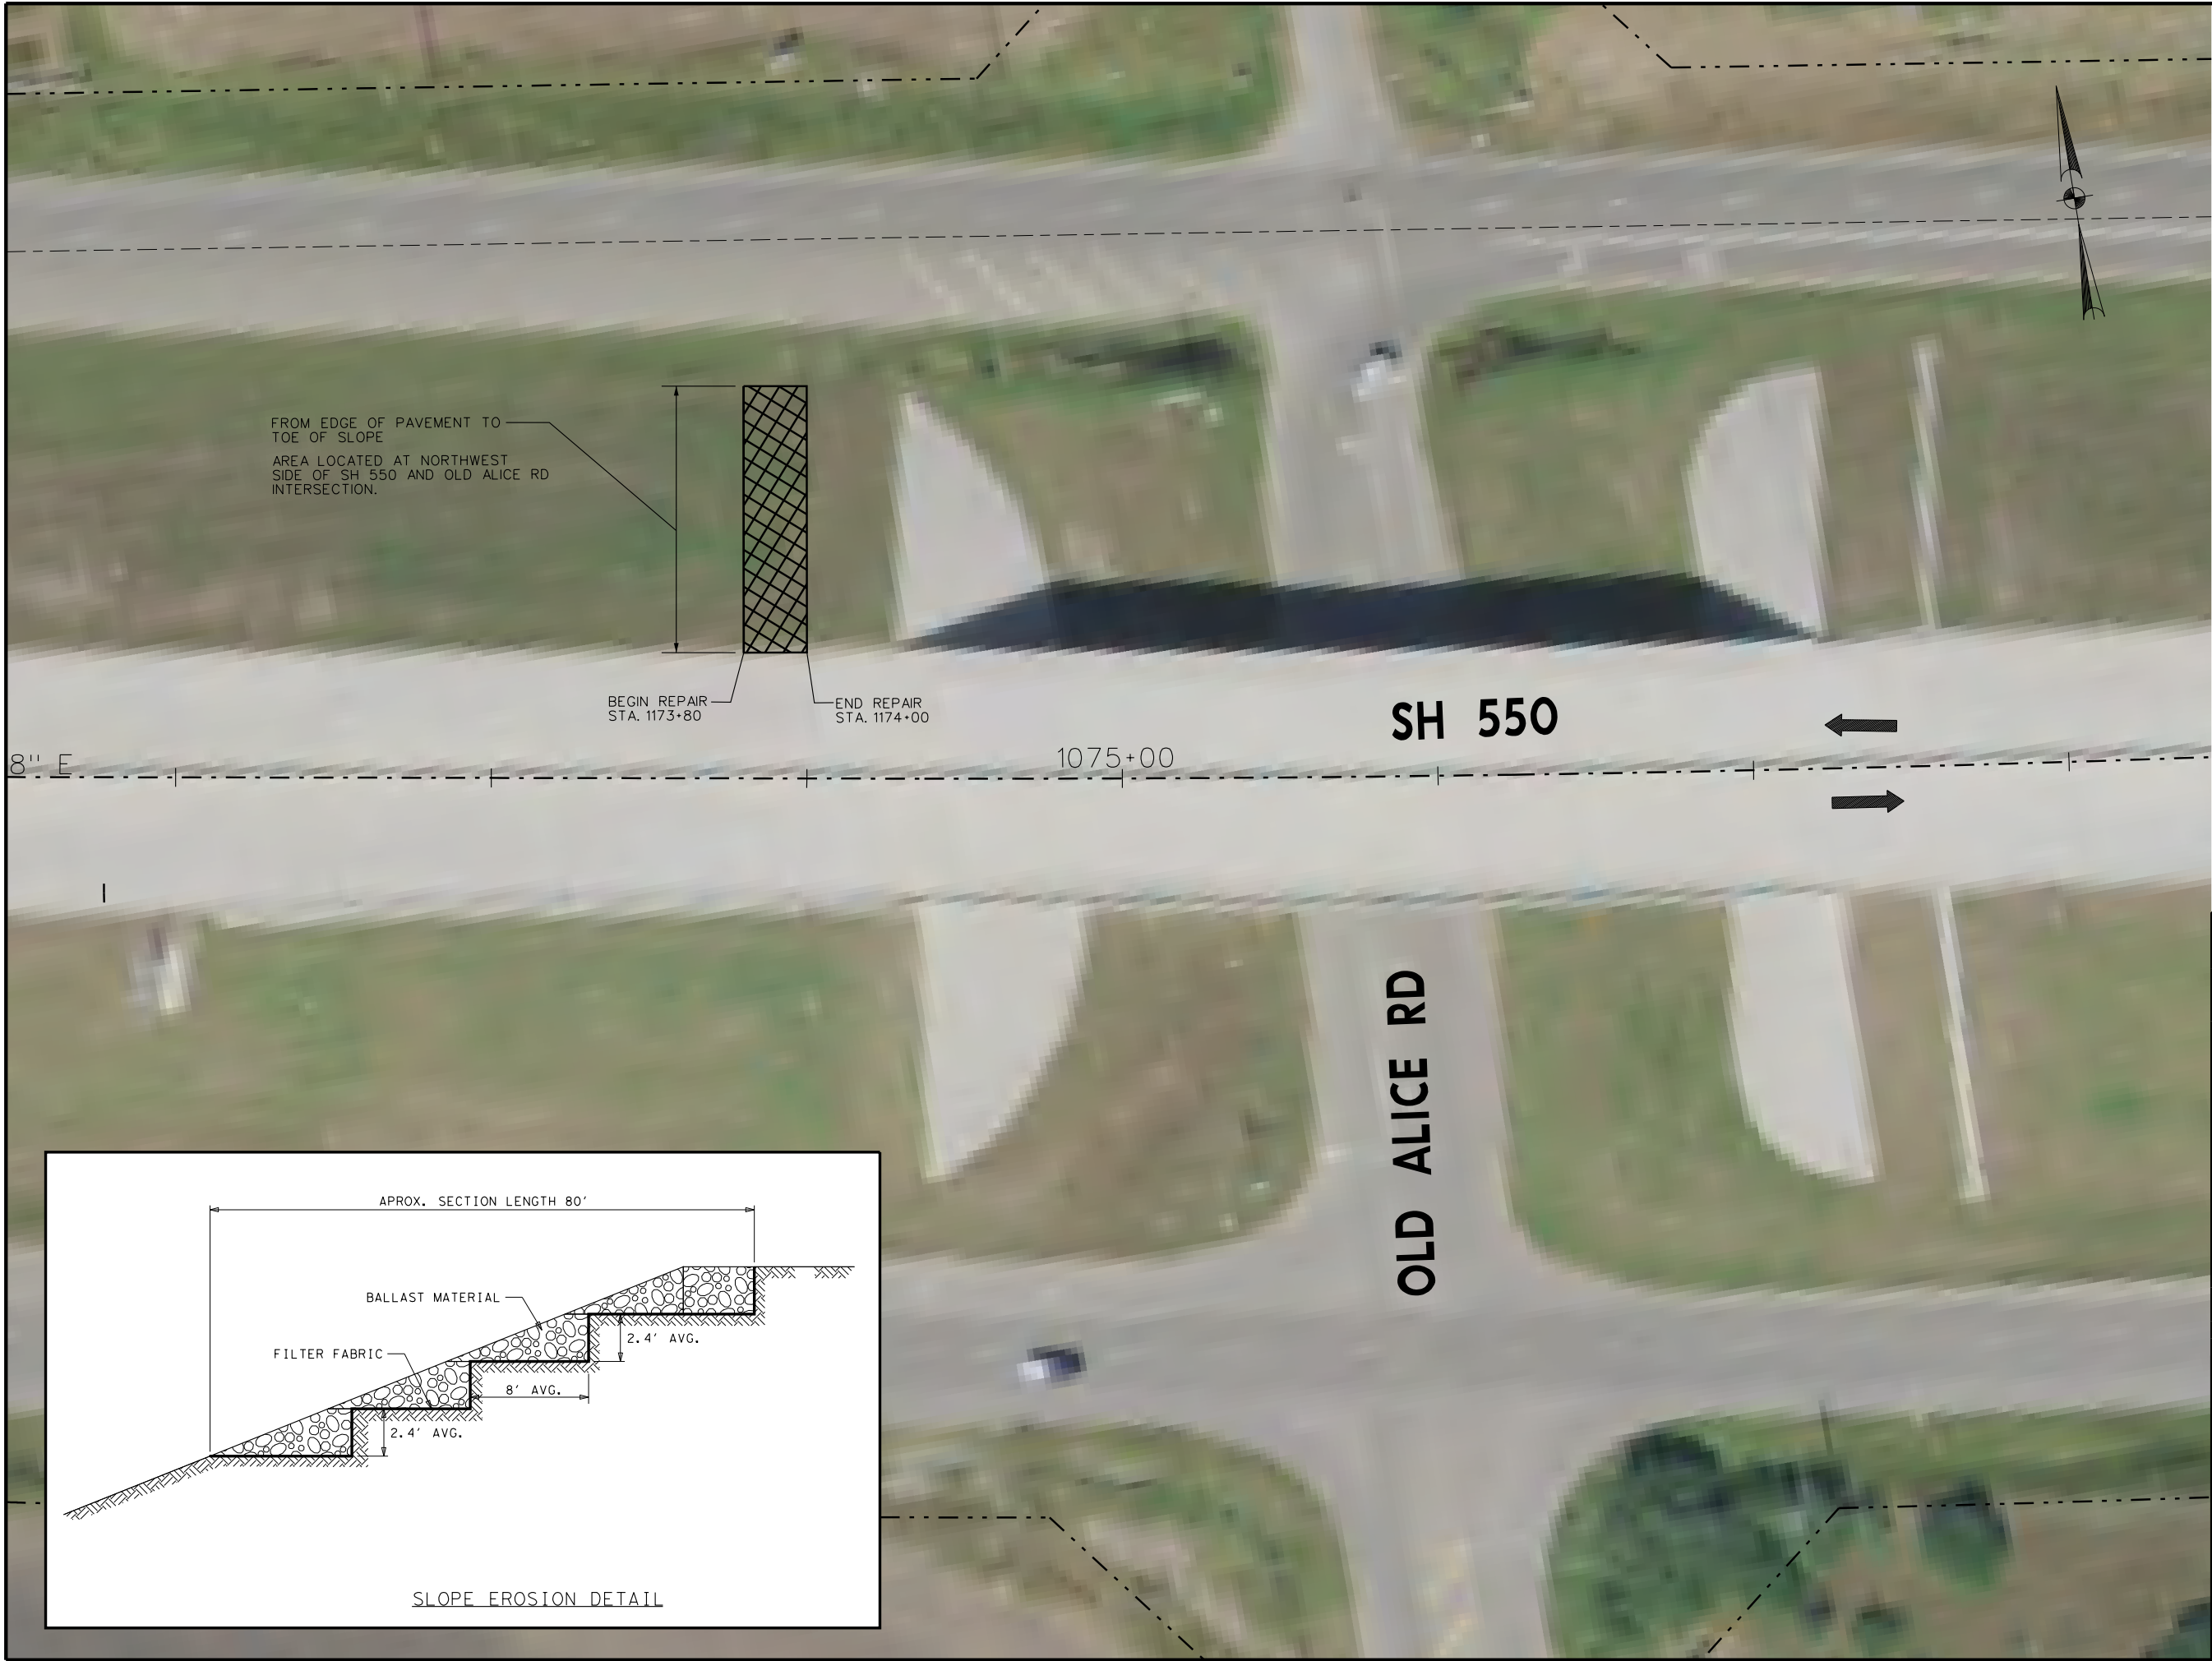 FROM EDGE OF PAVEMENT TO
TOE OF SLOPE
AREA LOCATED AT NORTHWEST
SIDE OF SH 550 AND OLD ALICE RD
INTERSECTION.
BEGIN REPAIR
STA. 1173+80
END REPAIR
STA. 1174+00
SH 550
8" E
1075+00
OLD ALICE RD
APROX. SECTION LENGTH 80'
BALLAST MATERIAL
2.4' AVG.
FILTER FABRIC
8' AVG.
2.4' AVG.
SLOPE EROSION DETAIL